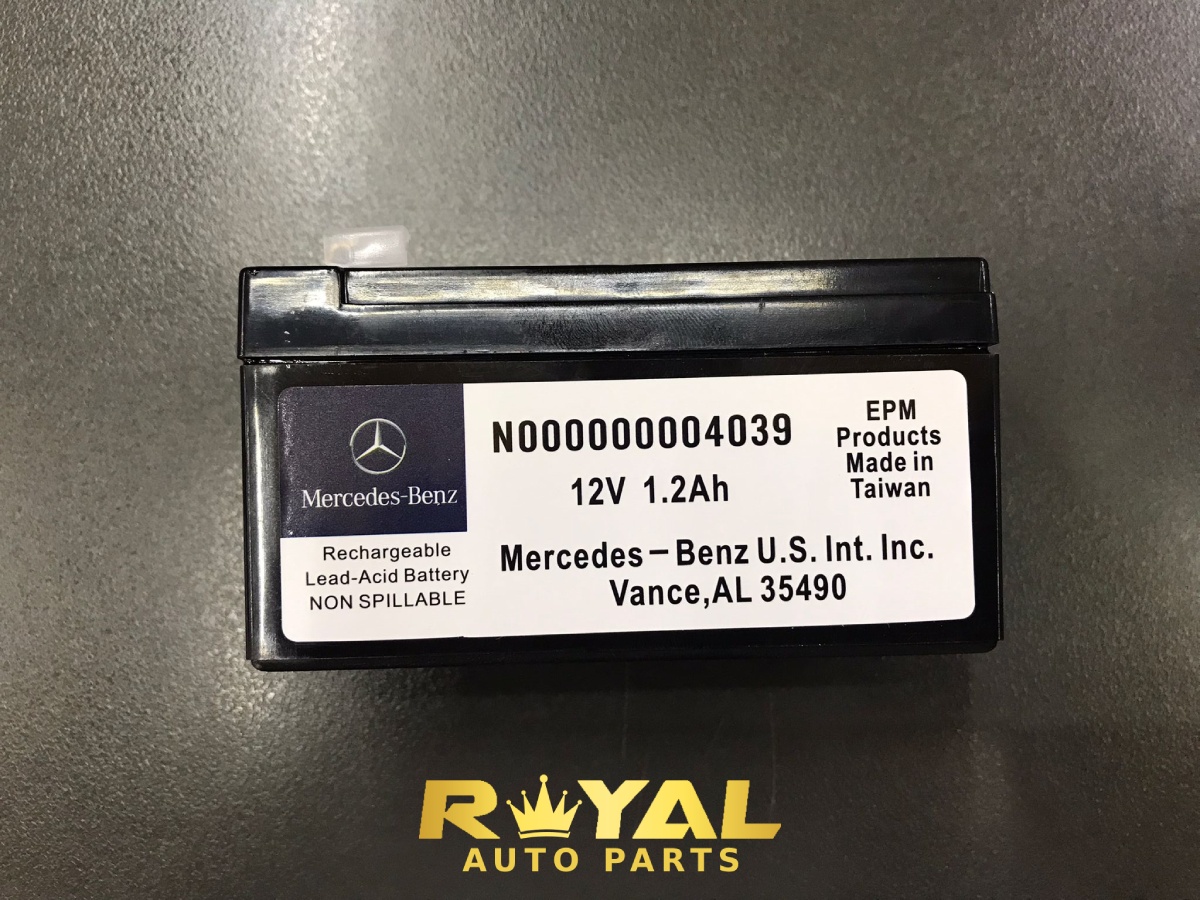 Mercedes-Benz
Rechargeable
Lead-Acid Battery
NON SPILLABLE
N000000004039
12V 1.2Ah
Mercedes-Benz U.S. Int. Inc.
Vance,AL 35490
EPM
Products
Made in
Taiwan
ROYAL
AUTO PARTS